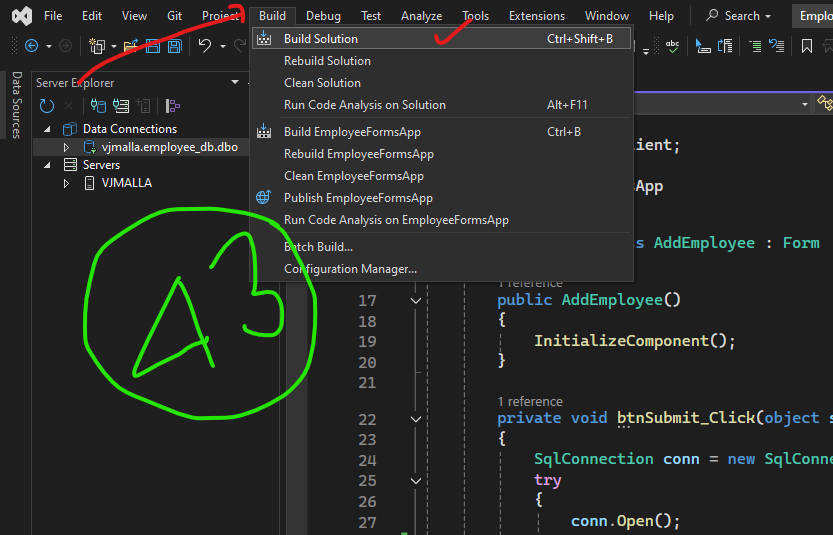 File Edit View Git Project Build Debug Test Analyze Tools Extensions Window Help Search Emplo
Data Sources
Server Explorer
Data Connections
vjmalla.employee_db.dbo
Servers
VJMALLA
Build Solution Ctrl+Shift+B
Rebuild Solution
Clean Solution
Run Code Analysis on Solution Alt+F11
Build EmployeeFormsApp Ctrl+B
Rebuild EmployeeFormsApp
Clean EmployeeFormsApp
Publish EmployeeFormsApp
Run Code Analysis on EmployeeFormsApp
Batch Build...
Configuration Manager...
A3
lient;
sApp
s AddEmployee : Form
1 reference
17 public AddEmployee()
18 {
19 InitializeComponent();
20 }
21
1 reference
22 private void btnSubmit_Click(object s
23 {
24 SqlConnection conn = new SqlConne
25 try
26 {
27 conn.Open();